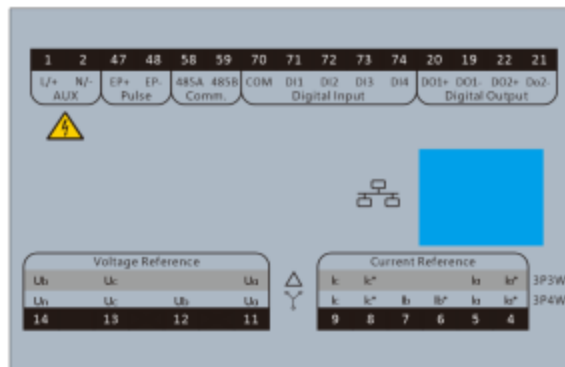 1 2 47 48 58 59 70 71 72 73 74 20 19 22 21
L/+ N/- EP+ EP- 485A 485B COM DI1 DI2 DI3 DI4 DO1+ DO1- DO2+ Do2-
AUX Pulse Comm. Digital Input Digital Output
Voltage Reference Current Reference
Ub Uc Ua Ic Ic* Ia Ia* 3P3W
Un Uc Ub Ua Ic Ic* Ib Ib* Ia Ia* 3P4W
14 13 12 11 9 8 7 6 5 4